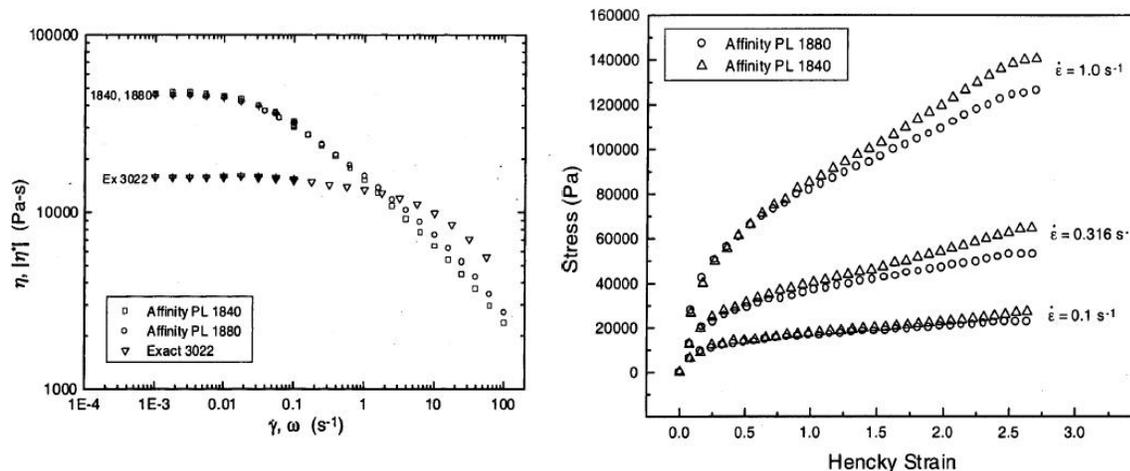 100000
10000
1000
η, |η*| (Pa-s)
1840, 1880
Ex 3022
□ Affinity PL 1840
○ Affinity PL 1880
▽ Exact 3022
1E-4 1E-3 0.01 0.1 1 10 100
γ̇, ω (s⁻¹)
160000
140000
120000
100000
80000
60000
40000
20000
0
Stress (Pa)
○ Affinity PL 1880
△ Affinity PL 1840
ε̇ = 1.0 s⁻¹
ε̇ = 0.316 s⁻
ε̇ = 0.1 s⁻¹
0.0 0.5 1.0 1.5 2.0 2.5 3.0
Hencky Strain